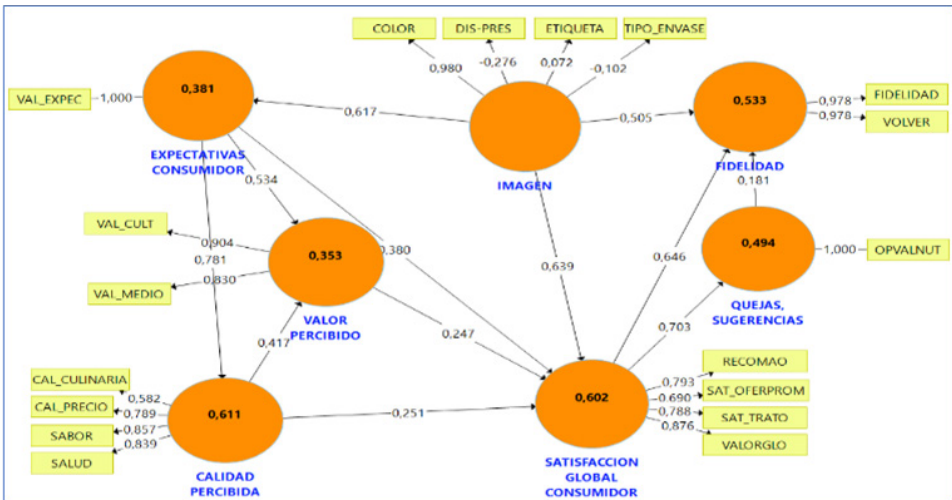 COLOR
DIS-PRES
ETIQUETA
TIPO_ENVASE
0,980
-0,276
0,072
-0,102
VAL_EXPEC
1,000
0,381
EXPECTATIVAS
CONSUMIDOR
0,617
IMAGEN
0,505
0,533
FIDELIDAD
0,978
0,978
FIDELIDAD
VOLVER
0,534
0,181
VAL_CULT
0,904
0,781
VAL_MEDIO
0,830
0,353
VALOR
PERCIBIDO
0,380
0,639
0,646
0,494
QUEJAS,
SUGERENCIAS
1,000
OPVALNUT
0,417
0,247
0,703
CAL_CULINARIA
CAL_PRECIO
SABOR
SALUD
0,582
0,789
0,857
0,839
0,611
CALIDAD
PERCIBIDA
-0,251
0,602
SATISFACCION
GLOBAL
CONSUMIDOR
0,793
-0,690
0,788
0,876
RECOMAO
SAT_OFERPROM
SAT_TRATO
VALORGLO